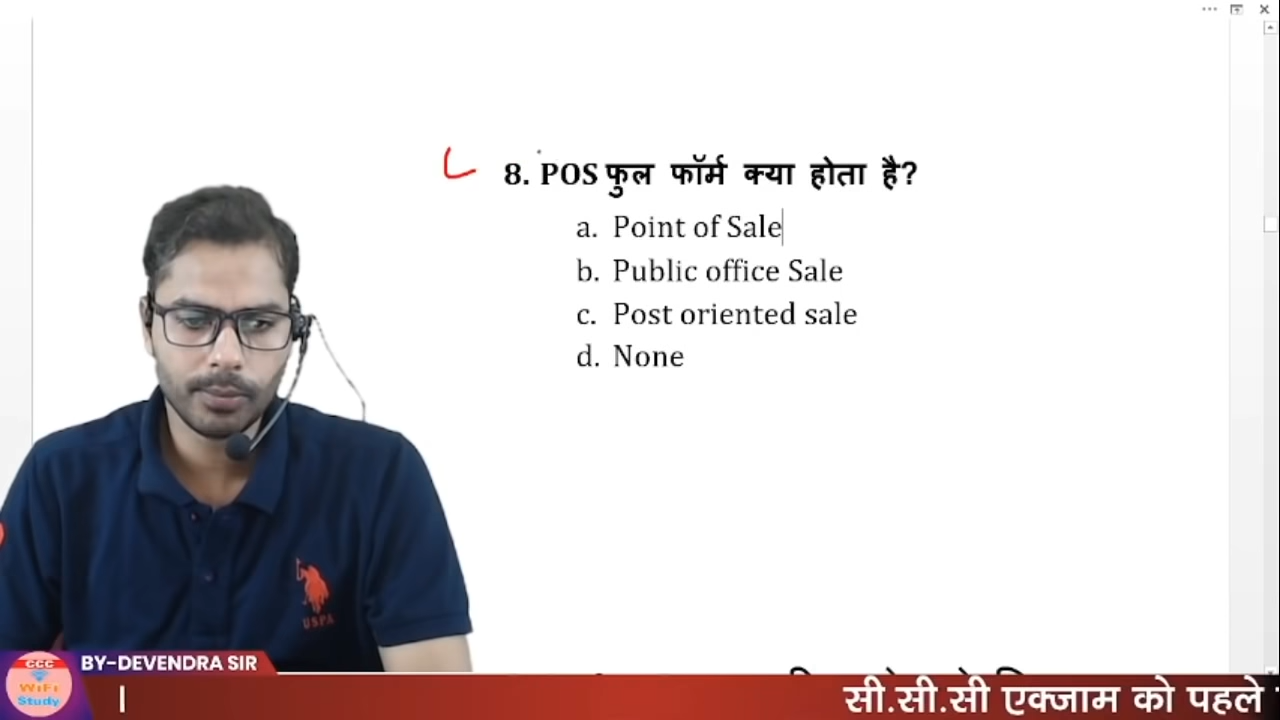 8. POS फुल फॉर्म क्या होता है?
a. Point of Sale
b. Public office Sale
c. Post oriented sale
d. None
USPA
CCC
WiFi
Study
BY-DEVENDRA SIR
सी.सी.सी एक्जाम को पहले